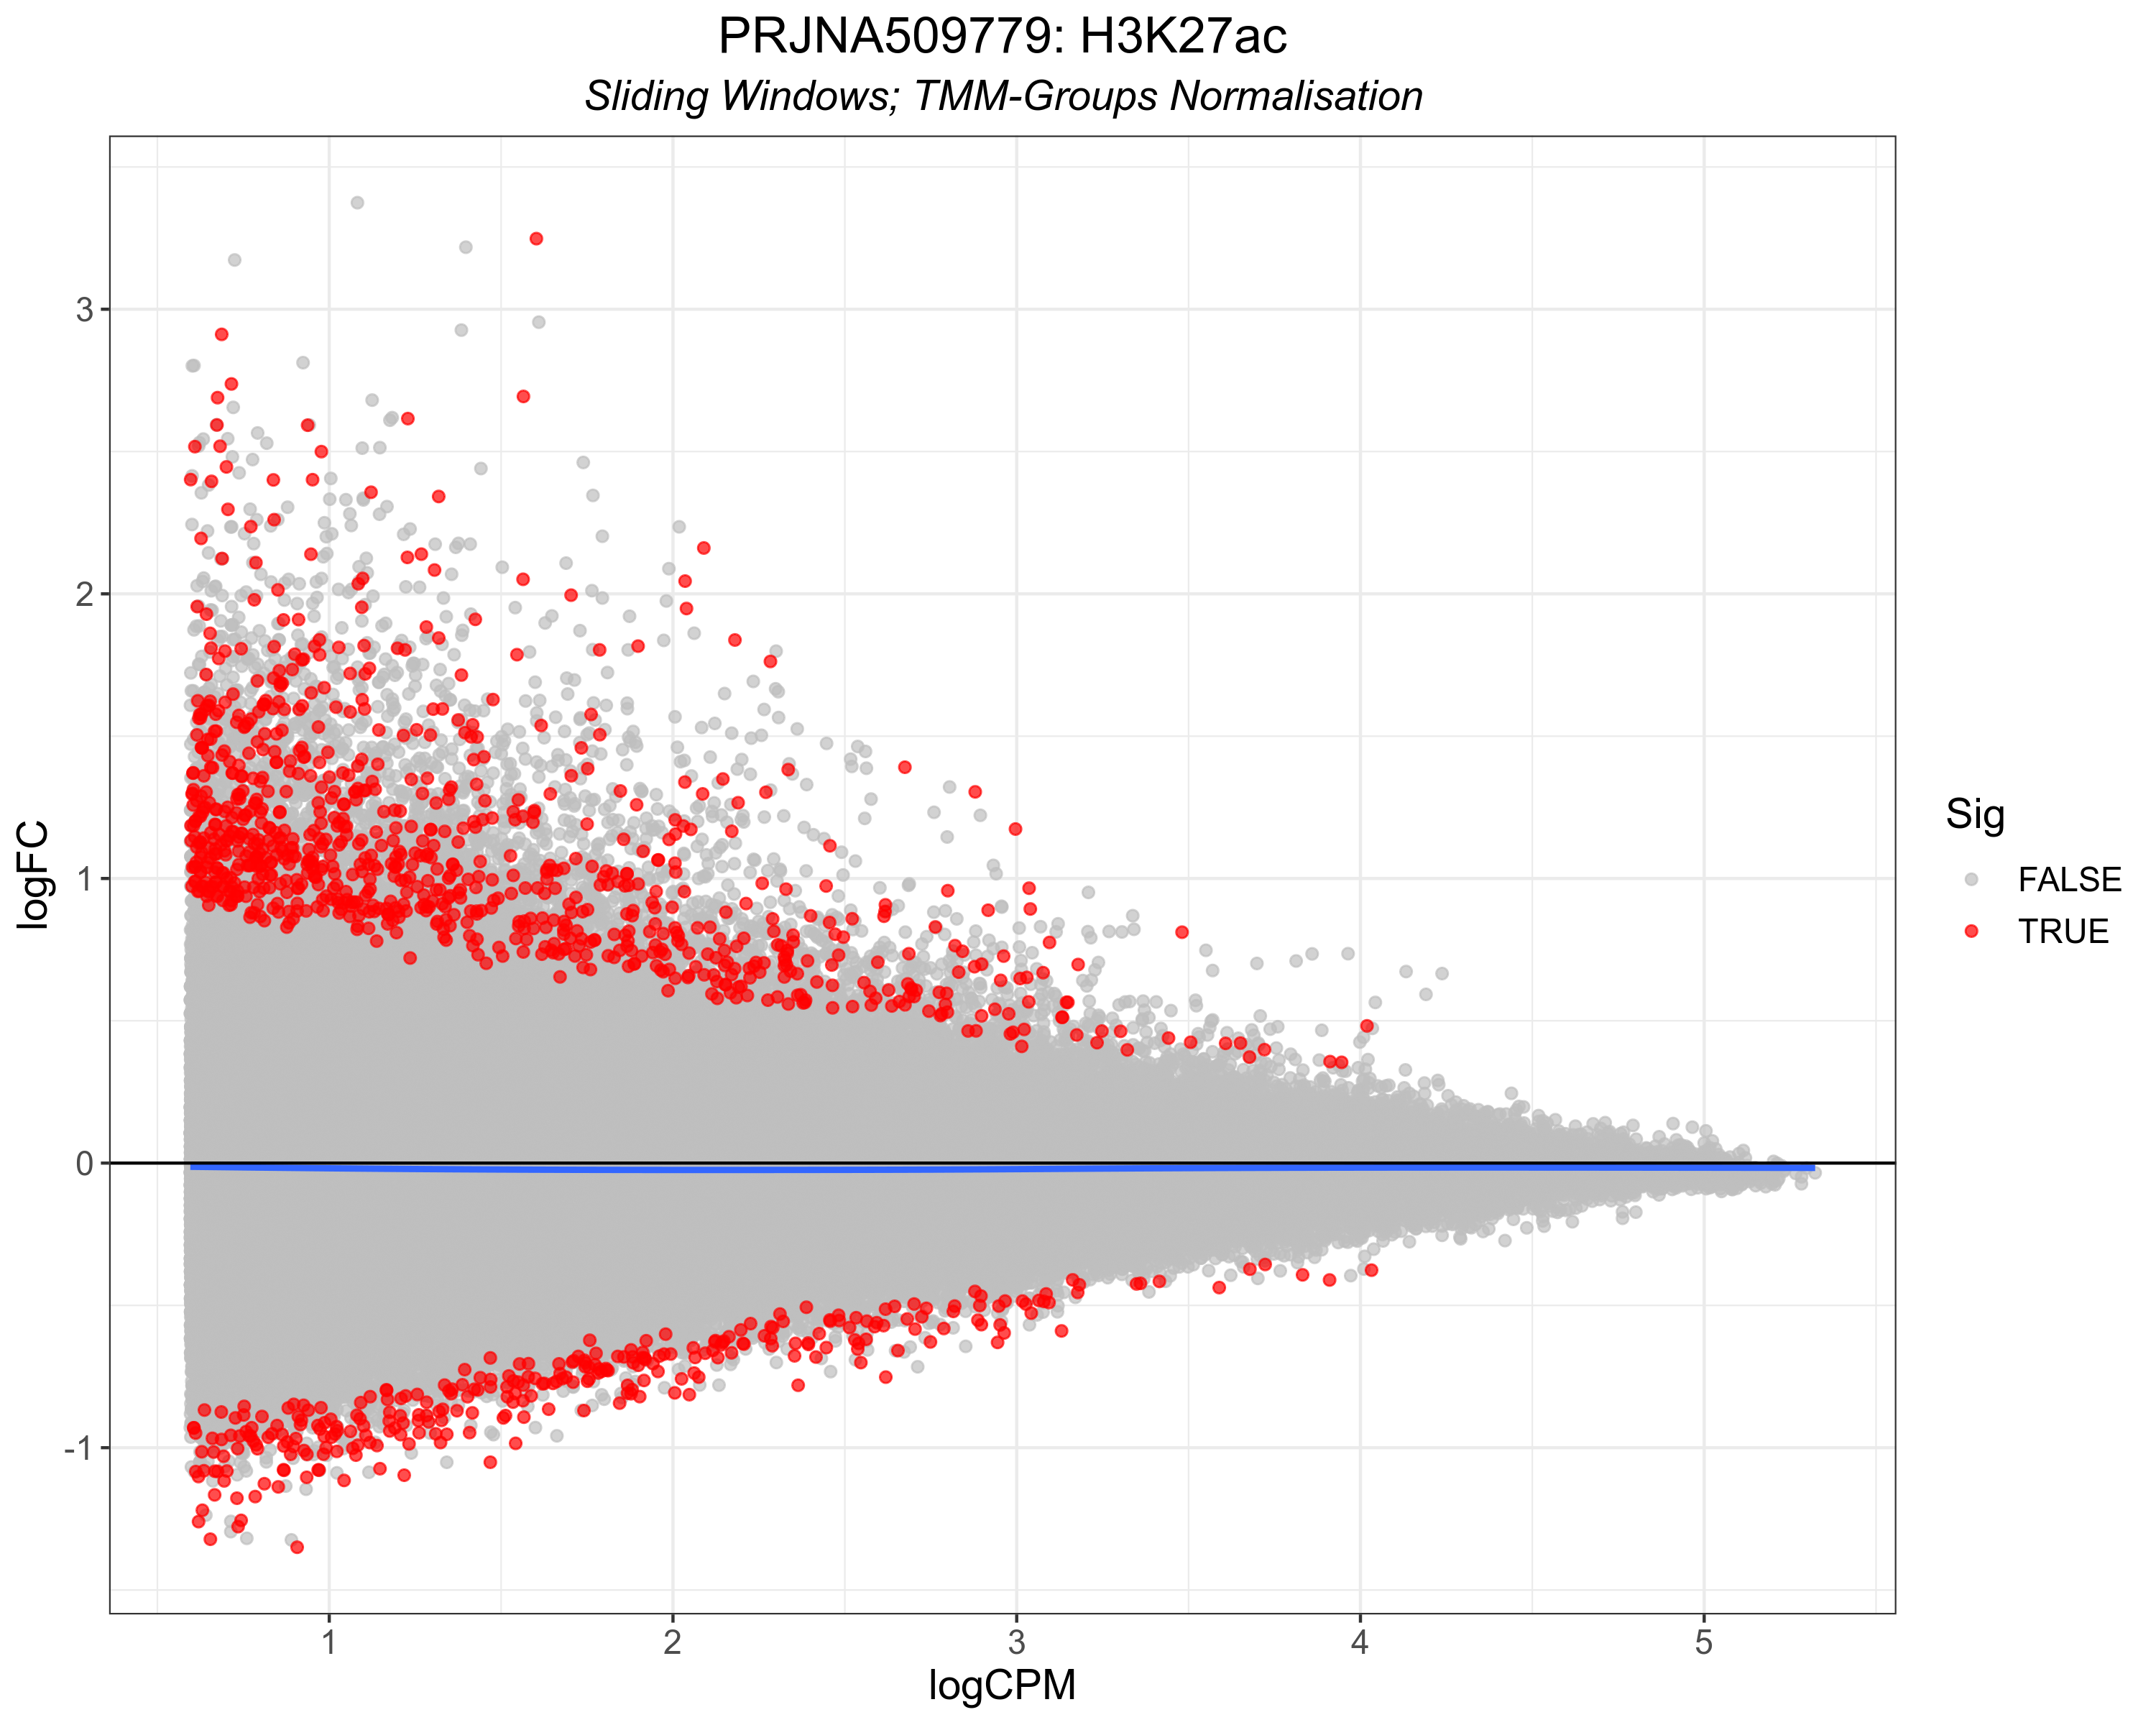 PRJNA509779: H3K27ac
Sliding Windows; TMM-Groups Normalisation
logFC
3
2
1
0
-1
1
2
3
4
5
logCPM
Sig
FALSE
TRUE